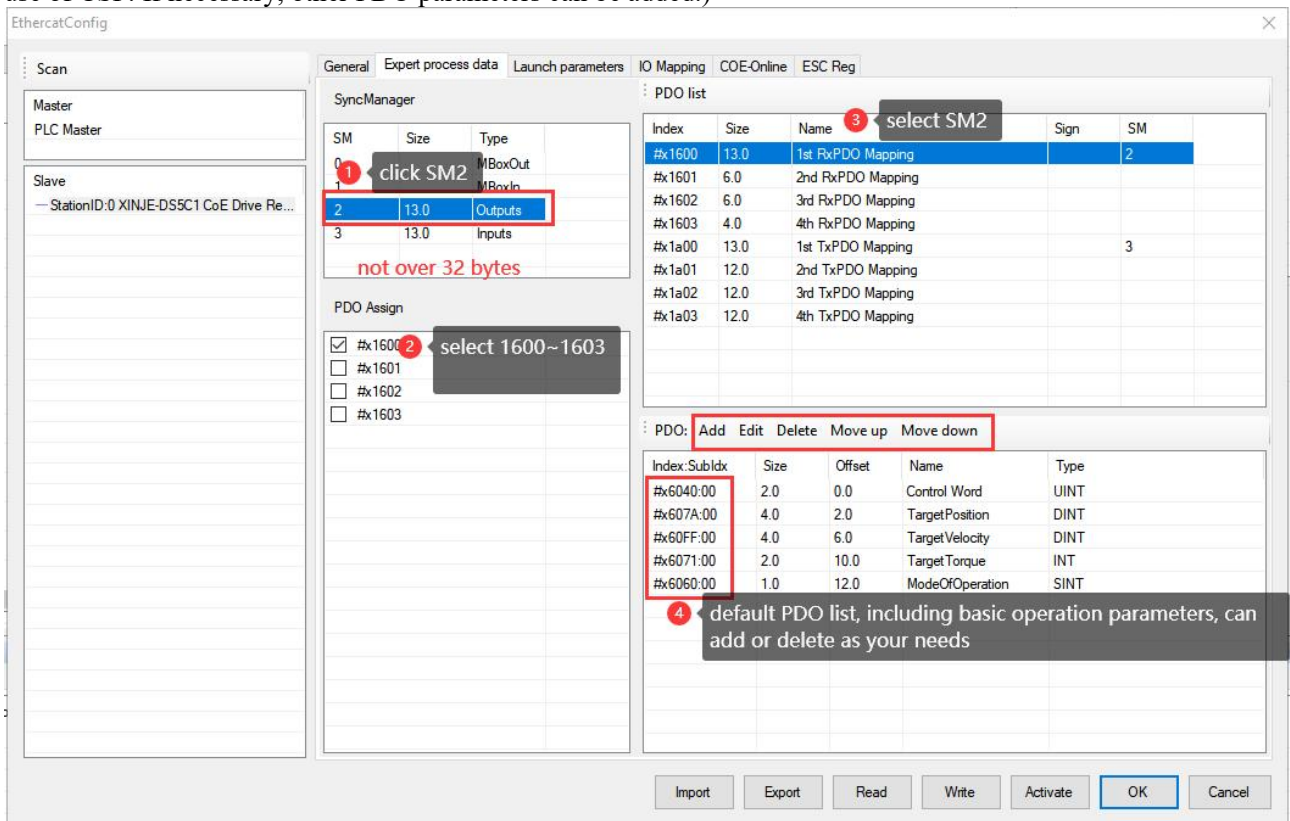 EthercatConfig
Scan
Master
PLC Master
Slave
StationID:0 XINJE-DS5C1 CoE Drive Re...
General Expert process data Launch parameters IO Mapping COE-Online ESC Reg
SyncManager
SM Size Type
MBoxOut
MBoxIn
2 13.0 Outputs
3 13.0 Inputs
1 click SM2
not over 32 bytes
PDO Assign
#x1600
#x1601
#x1602
#x1603
2 select 1600~1603
PDO list
3 select SM2
Index Size Name Sign SM
#x1600 13.0 1st RxPDO Mapping 2
#x1601 6.0 2nd RxPDO Mapping
#x1602 6.0 3rd RxPDO Mapping
#x1603 4.0 4th RxPDO Mapping
#x1a00 13.0 1st TxPDO Mapping 3
#x1a01 12.0 2nd TxPDO Mapping
#x1a02 12.0 3rd TxPDO Mapping
#x1a03 12.0 4th TxPDO Mapping
PDO: Add Edit Delete Move up Move down
Index:SubIdx Size Offset Name Type
#x6040:00 2.0 0.0 Control Word UINT
#x607A:00 4.0 2.0 TargetPosition DINT
#x60FF:00 4.0 6.0 TargetVelocity DINT
#x6071:00 2.0 10.0 TargetTorque INT
#x6060:00 1.0 12.0 ModeOfOperation SINT
4 default PDO list, including basic operation parameters, can
add or delete as your needs
Import Export Read Write Activate OK Cancel